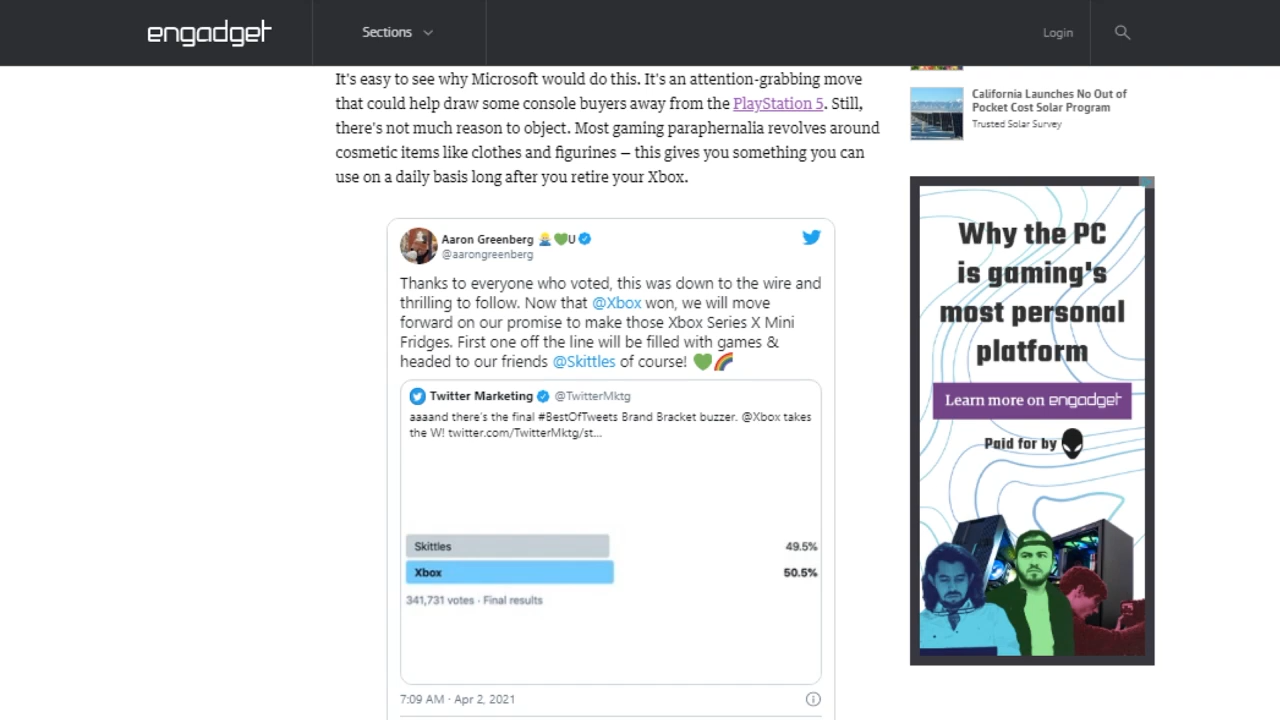 engadget
Sections
Login
It's easy to see why Microsoft would do this. It's an attention-grabbing move
that could help draw some console buyers away from the PlayStation 5. Still,
there's not much reason to object. Most gaming paraphernalia revolves around
cosmetic items like clothes and figurines – this gives you something you can
use on a daily basis long after you retire your Xbox.
Aaron Greenberg 🙇🏼‍♂️💚U
@aarongreenberg
Thanks to everyone who voted, this was down to the wire and
thrilling to follow. Now that @Xbox won, we will move
forward on our promise to make those Xbox Series X Mini
Fridges. First one off the line will be filled with games &
headed to our friends @Skittles of course! 💚🌈
Twitter Marketing @TwitterMktg
aaaand there's the final #BestOfTweets Brand Bracket buzzer. @Xbox takes
the W! twitter.com/TwitterMktg/st...
Skittles 49.5%
Xbox 50.5%
341,731 votes · Final results
7:09 AM · Apr 2, 2021
California Launches No Out of
Pocket Cost Solar Program
Trusted Solar Survey
Why the PC
is gaming's
most personal
platform
Learn more on engadget
Paid for by